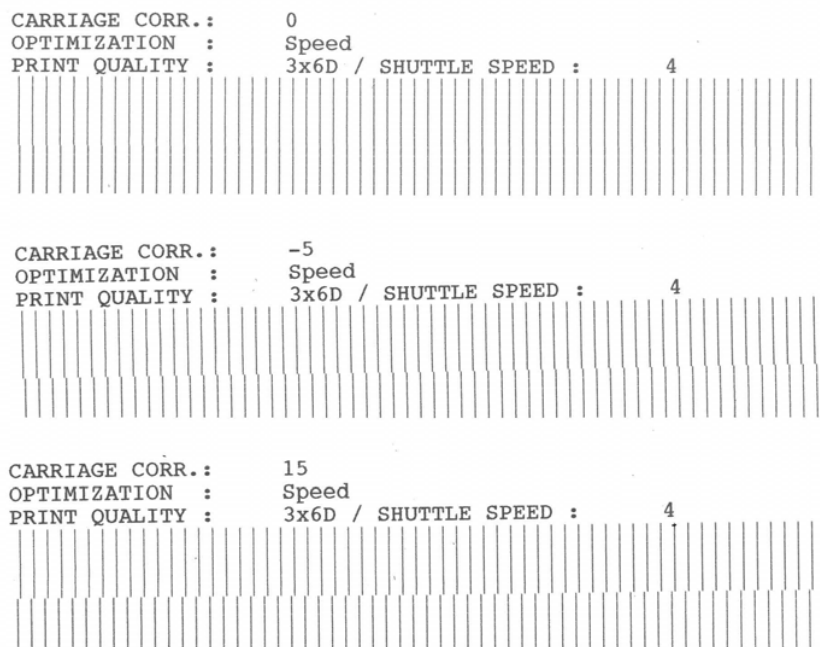 CARRIAGE CORR.: 0
OPTIMIZATION : Speed
PRINT QUALITY : 3x6D / SHUTTLE SPEED : 4
CARRIAGE CORR.: -5
OPTIMIZATION : Speed
PRINT QUALITY : 3x6D / SHUTTLE SPEED : 4
CARRIAGE CORR.: 15
OPTIMIZATION : Speed
PRINT QUALITY : 3x6D / SHUTTLE SPEED : 4